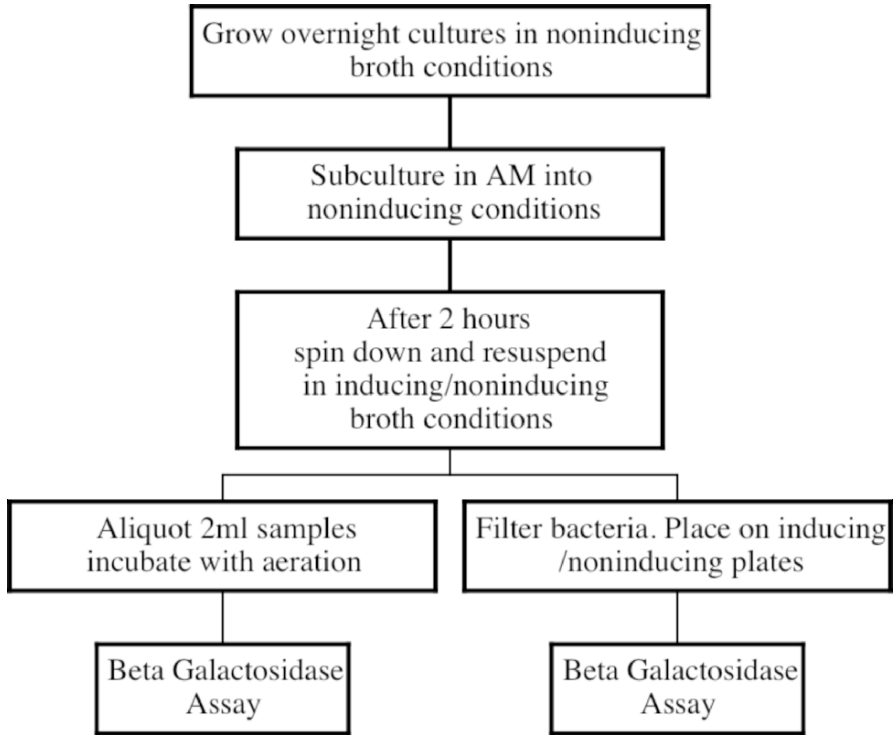 Grow overnight cultures in noninducing
broth conditions
Subculture in AM into
noninducing conditions
After 2 hours
spin down and resuspend
in inducing/noninducing
broth conditions
Aliquot 2ml samples
incubate with aeration
Filter bacteria. Place on inducing
/noninducing plates
Beta Galactosidase
Assay
Beta Galactosidase
Assay